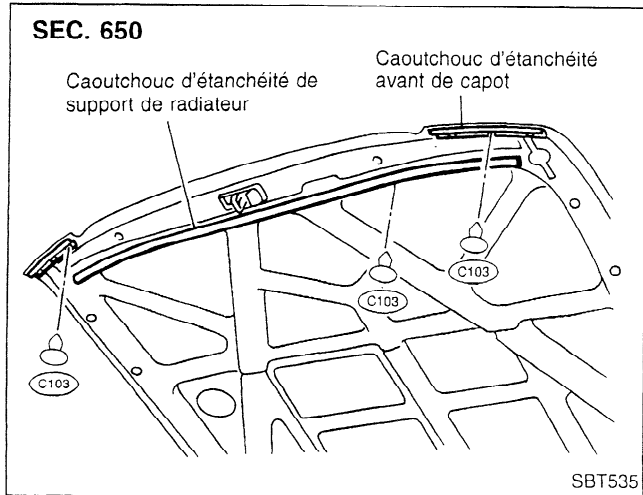 SEC. 650
Caoutchouc d'étanchéité de
support de radiateur
Caoutchouc d'étanchéité
avant de capot
C103
C103
C103
SBT535